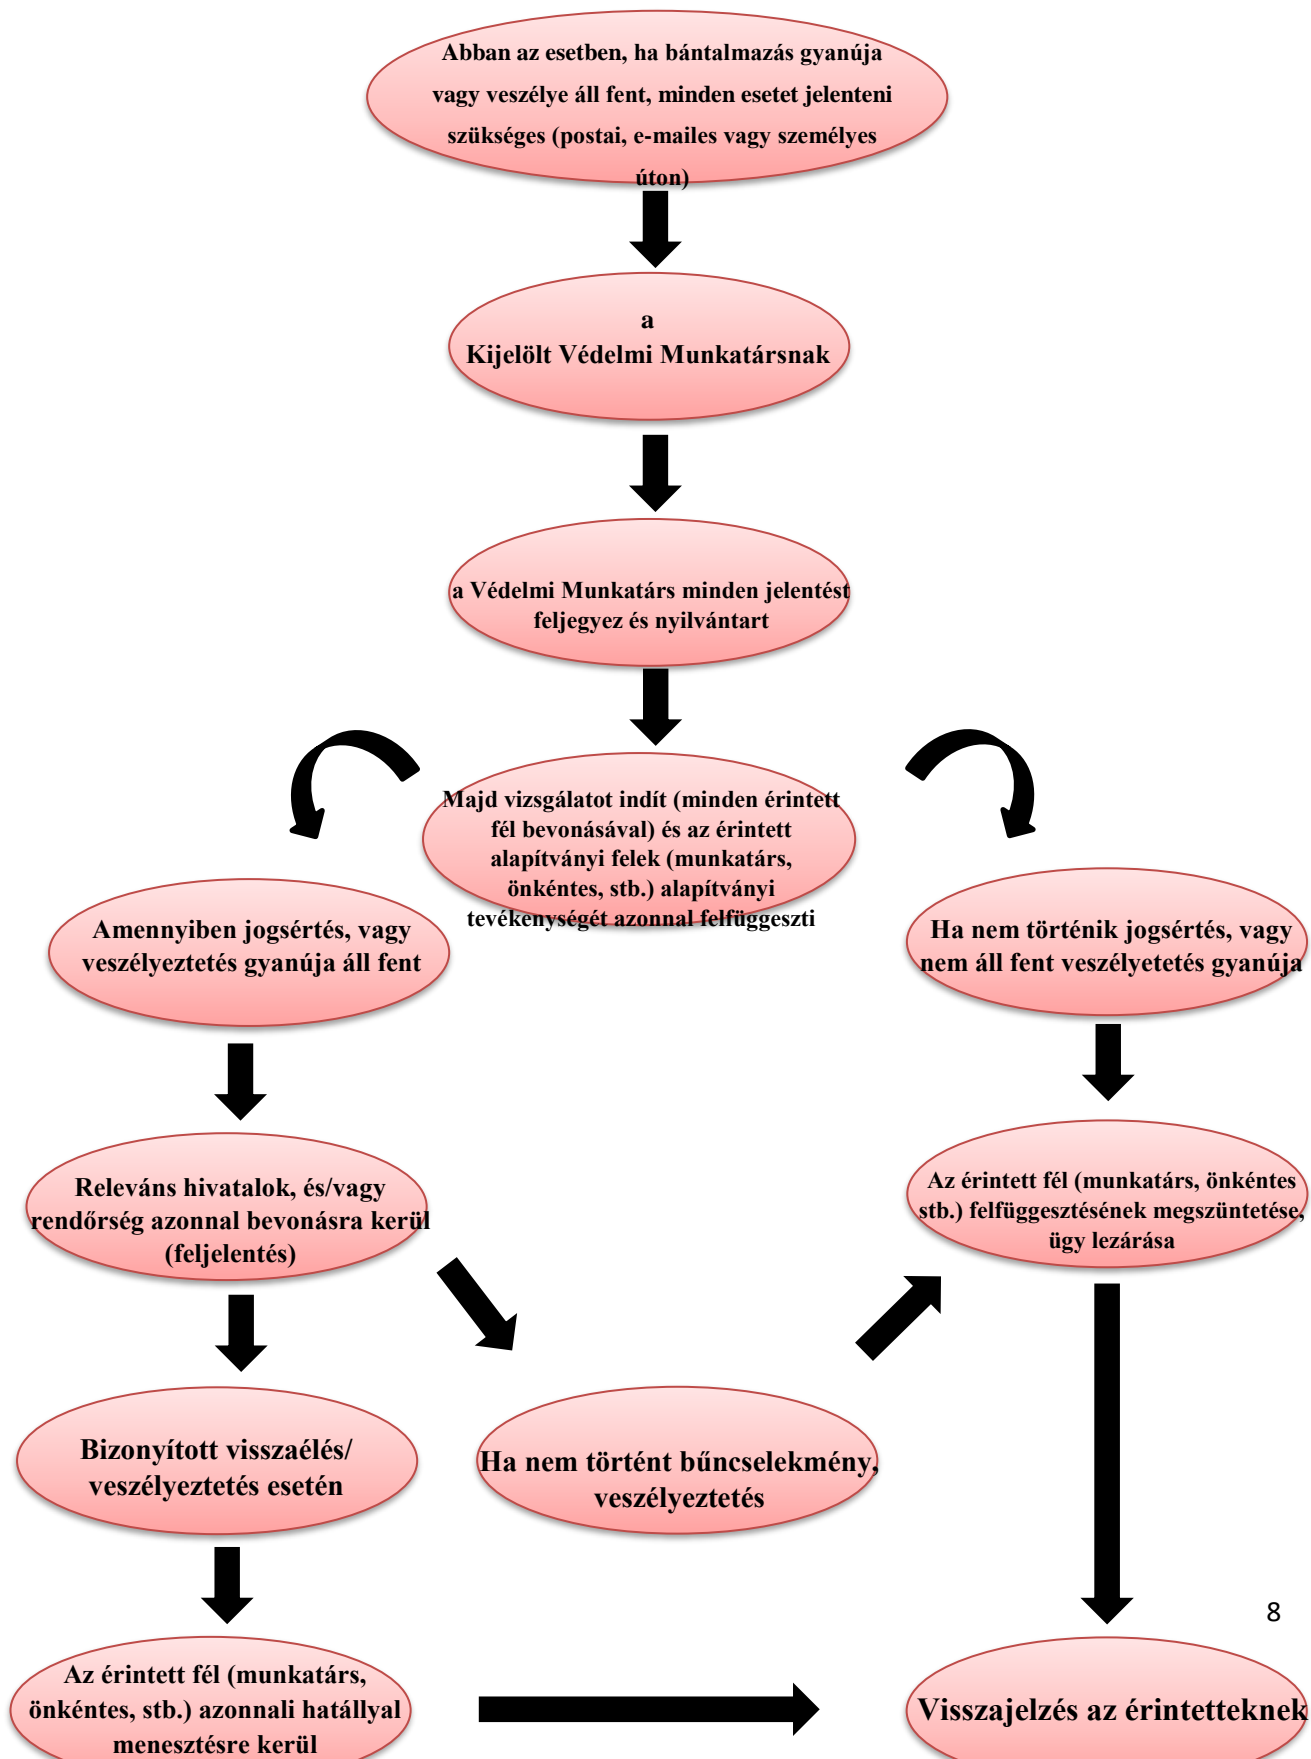 Abban az esetben, ha bántalmazás gyanúja
vagy veszélye áll fent, minden esetet jelenteni
szükséges (postai, e-mailes vagy személyes
úton)
a
Kijelölt Védelmi Munkatársnak
a Védelmi Munkatárs minden jelentést
feljegyez és nyilvántart
Majd vizsgálatot indít (minden érintett
fél bevonásával) és az érintett
alapítványi felek (munkatárs,
önkéntes, stb.) alapítványi
tevékenységét azonnal felfüggeszti
Amennyiben jogsértés, vagy
veszélyeztetés gyanúja áll fent
Ha nem történik jogsértés, vagy
nem áll fent veszélyetetés gyanúja
Releváns hivatalok, és/vagy
rendőrség azonnal bevonásra kerül
(feljelentés)
Az érintett fél (munkatárs, önkéntes
stb.) felfüggesztésének megszüntetése,
ügy lezárása
Bizonyított visszaélés/
veszélyeztetés esetén
Ha nem történt bűncselekmény,
veszélyeztetés
8
Az érintett fél (munkatárs,
önkéntes, stb.) azonnali hatállyal
menesztésre kerül
Visszajelzés az érintetteknek